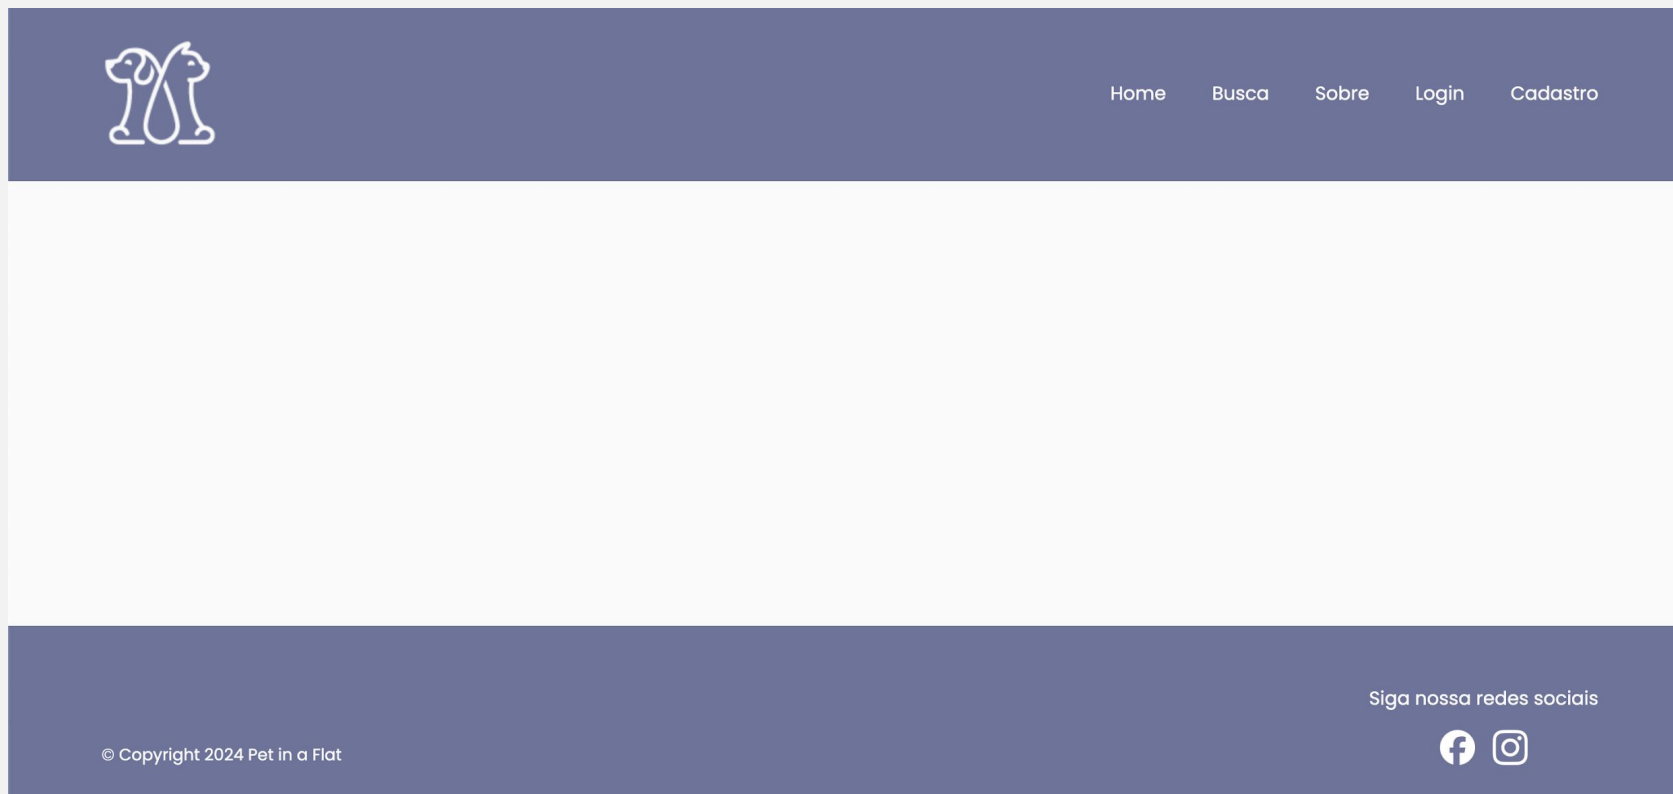 Home Busca Sobre Login Cadastro
Siga nossa redes sociais
© Copyright 2024 Pet in a Flat